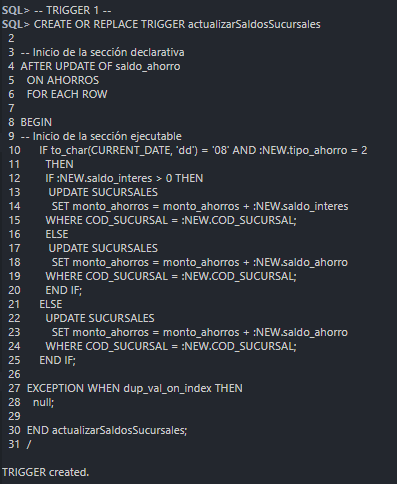 SQL> -- TRIGGER 1 --
SQL> CREATE OR REPLACE TRIGGER actualizarSaldosSucursales
2
3 -- Inicio de la sección declarativa
4 AFTER UPDATE OF saldo_ahorro
5 ON AHORROS
6 FOR EACH ROW
7
8 BEGIN
9 -- Inicio de la sección ejecutable
10 IF to_char(CURRENT_DATE, 'dd') = '08' AND :NEW.tipo_ahorro = 2
11 THEN
12 IF :NEW.saldo_interes > 0 THEN
13 UPDATE SUCURSALES
14 SET monto_ahorros = monto_ahorros + :NEW.saldo_interes
15 WHERE COD_SUCURSAL = :NEW.COD_SUCURSAL;
16 ELSE
17 UPDATE SUCURSALES
18 SET monto_ahorros = monto_ahorros + :NEW.saldo_ahorro
19 WHERE COD_SUCURSAL = :NEW.COD_SUCURSAL;
20 END IF;
21 ELSE
22 UPDATE SUCURSALES
23 SET monto_ahorros = monto_ahorros + :NEW.saldo_ahorro
24 WHERE COD_SUCURSAL = :NEW.COD_SUCURSAL;
25 END IF;
26
27 EXCEPTION WHEN dup_val_on_index THEN
28 null;
29
30 END actualizarSaldosSucursales;
31 /
TRIGGER created.